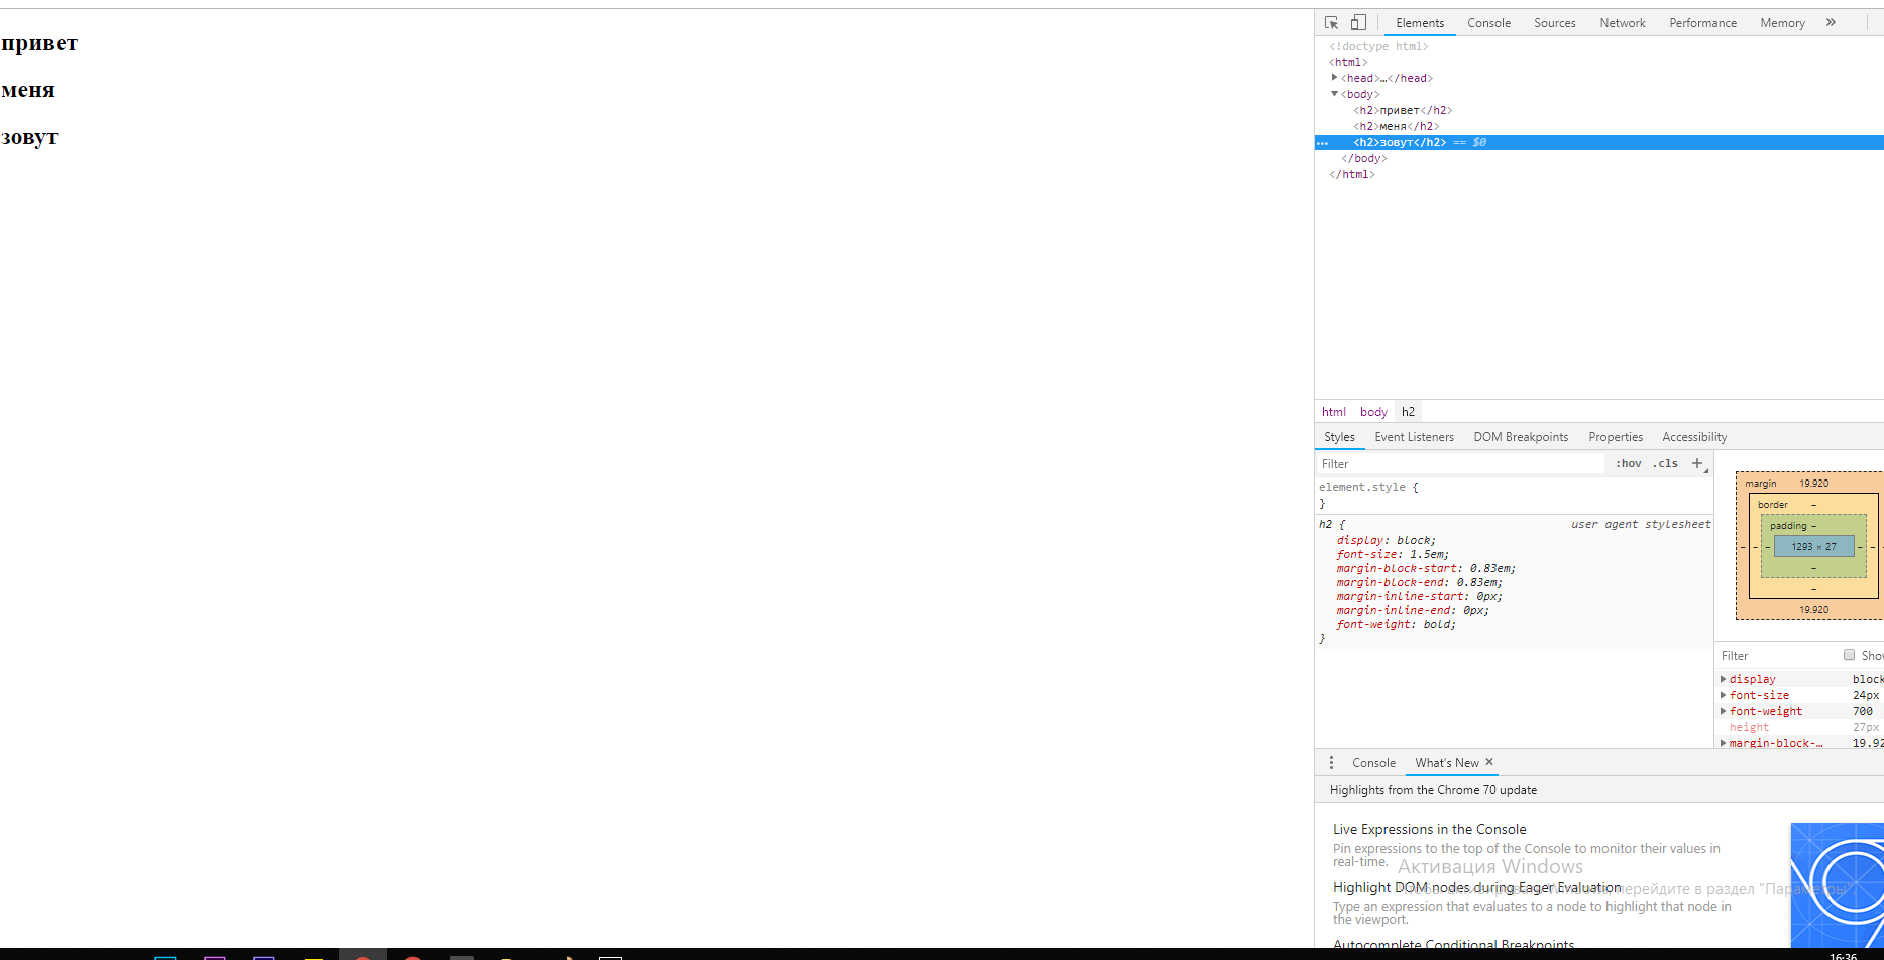 привет
меня
зовут
Elements Console Sources Network Performance Memory »
<!doctype html>
<html>
<head>…</head>
<body>
<h2>привет</h2>
<h2>меня</h2>
<h2>зовут</h2> == $0
</body>
</html>
html body h2
Styles Event Listeners DOM Breakpoints Properties Accessibility
Filter :hov .cls +
element.style {
}
h2 { user agent stylesheet
display: block;
font-size: 1.5em;
margin-block-start: 0.83em;
margin-block-end: 0.83em;
margin-inline-start: 0px;
margin-inline-end: 0px;
font-weight: bold;
}
margin 19.920
border –
padding –
1293 × 27
–
–
19.920
Filter Show
display block
font-size 24px
font-weight 700
height 27px
margin-block-… 19.92
Console What's New ×
Highlights from the Chrome 70 update
Live Expressions in the Console
Pin expressions to the top of the Console to monitor their values in
real-time.
Активация Windows
Highlight DOM nodes during Eager Evaluation
Windows, перейдите в раздел "Параметры".
Type an expression that evaluates to a node to highlight that node in
the viewport.
Autocomplete Conditional Breakpoints
16:36